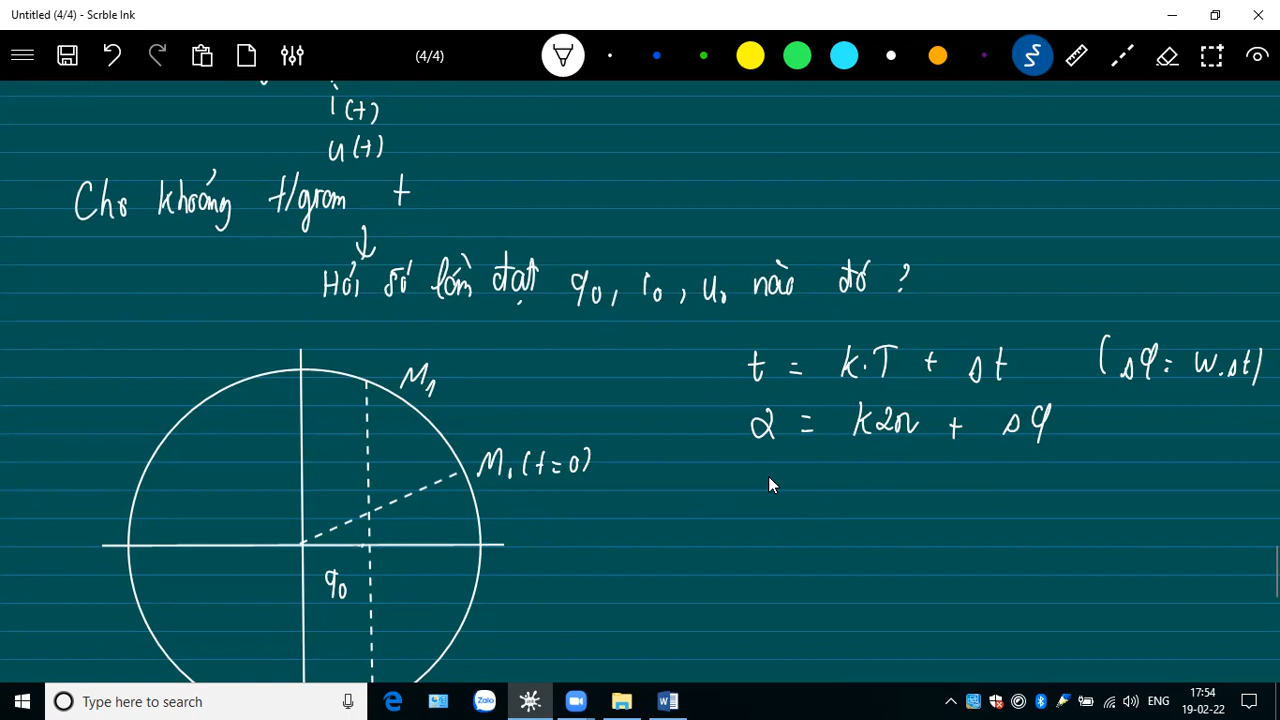 Untitled (4/4) - Scrble Ink
(4/4)
i(t)
u(t)
Cho khoảng t/gian t
Hỏi số lần đạt q0, i0, u0 nào đó ?
t = k.T + Δt (Δφ = ω.Δt)
α = k2π + Δφ
M1
M0 (t=0)
q0
Type here to search
Zalo
ENG
17:54
19-02-22